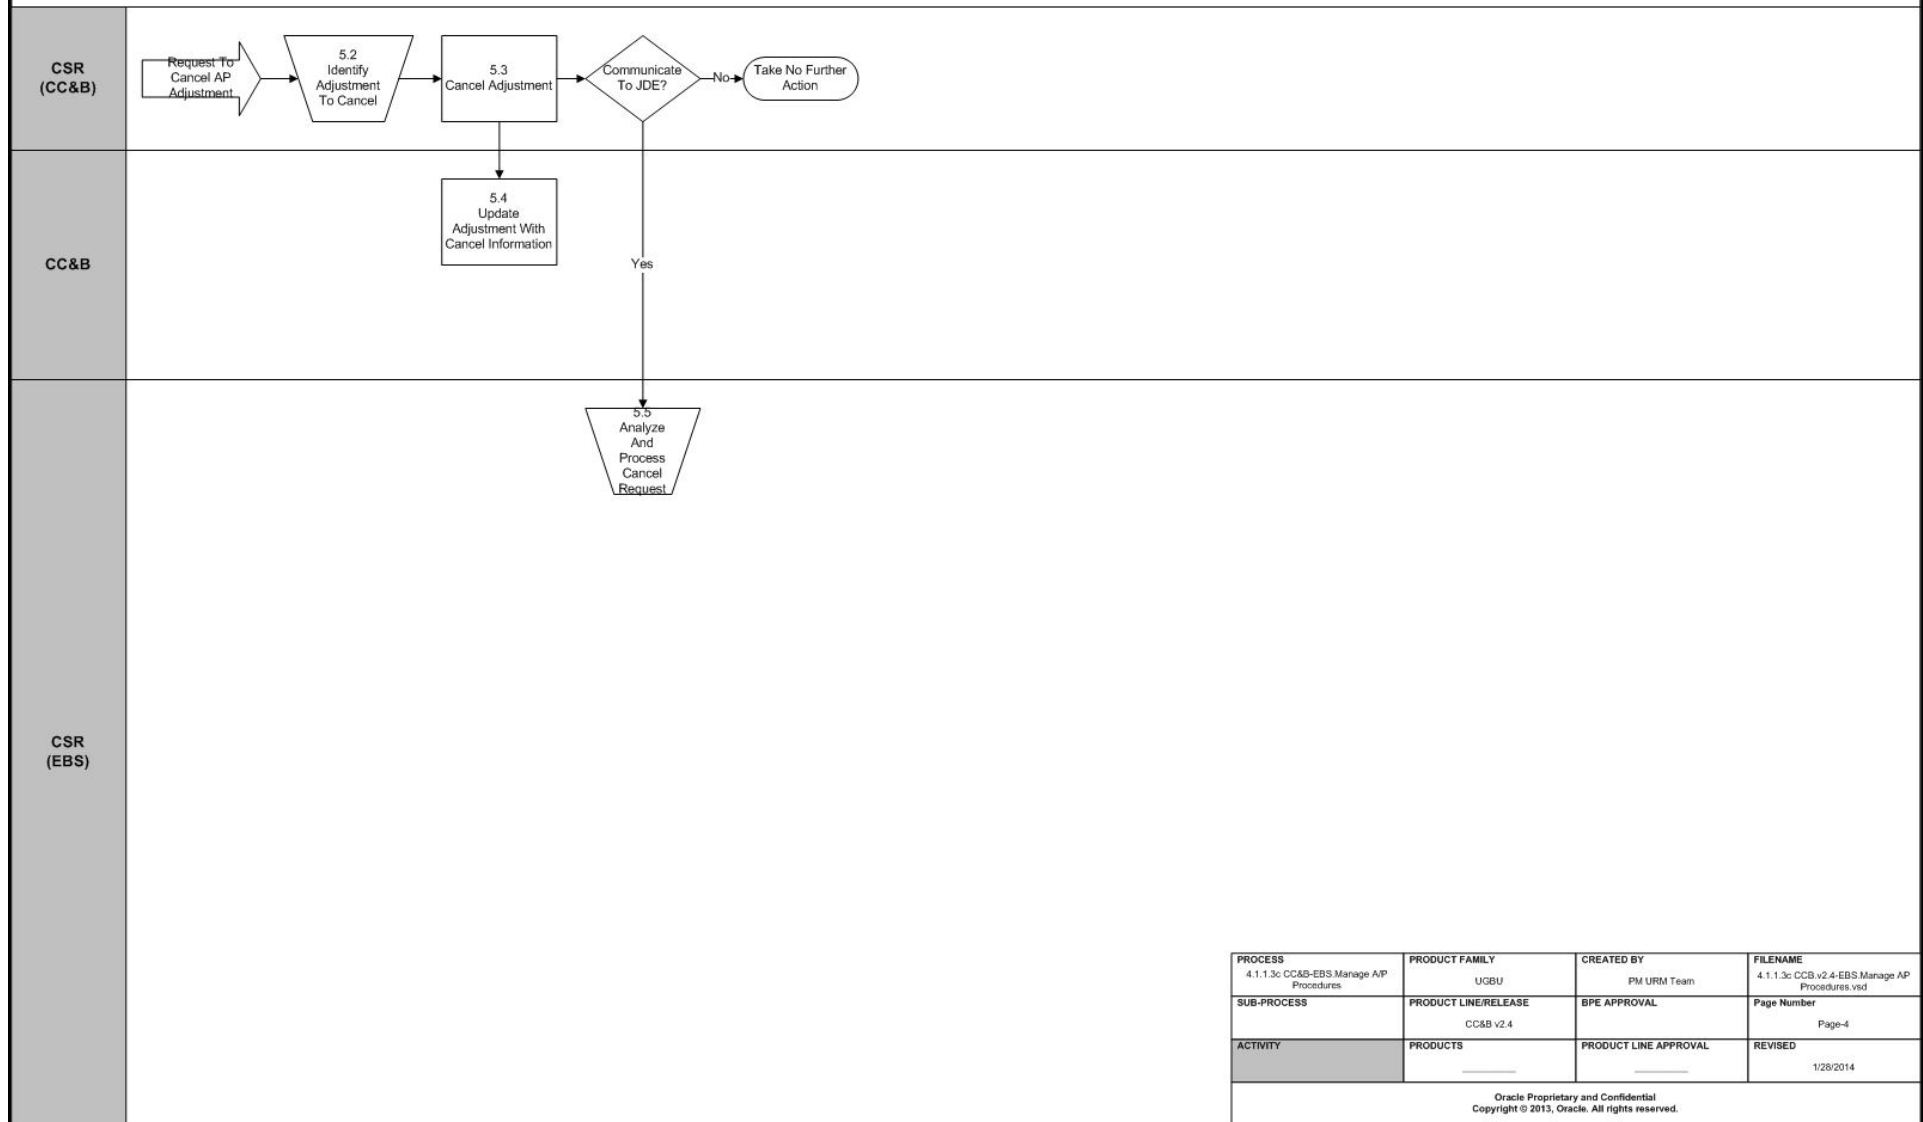 CSR
(CC&B)
Request To
Cancel AP
Adjustment
5.2
Identify
Adjustment
To Cancel
5.3
Cancel Adjustment
Communicate
To JDE?
No
Take No Further
Action
CC&B
5.4
Update
Adjustment With
Cancel Information
Yes
CSR
(EBS)
5.5
Analyze
And
Process
Cancel
Request
PROCESS
4.1.1.3c CC&B-EBS.Manage A/P
Procedures
PRODUCT FAMILY
UGBU
CREATED BY
PM URM Team
FILENAME
4.1.1.3c CCB.v2.4-EBS.Manage AP
Procedures.vsd
SUB-PROCESS
PRODUCT LINE/RELEASE
CC&B v2.4
BPE APPROVAL
Page Number
Page-4
ACTIVITY
PRODUCTS
PRODUCT LINE APPROVAL
REVISED
1/28/2014
Oracle Proprietary and Confidential
Copyright © 2013, Oracle. All rights reserved.